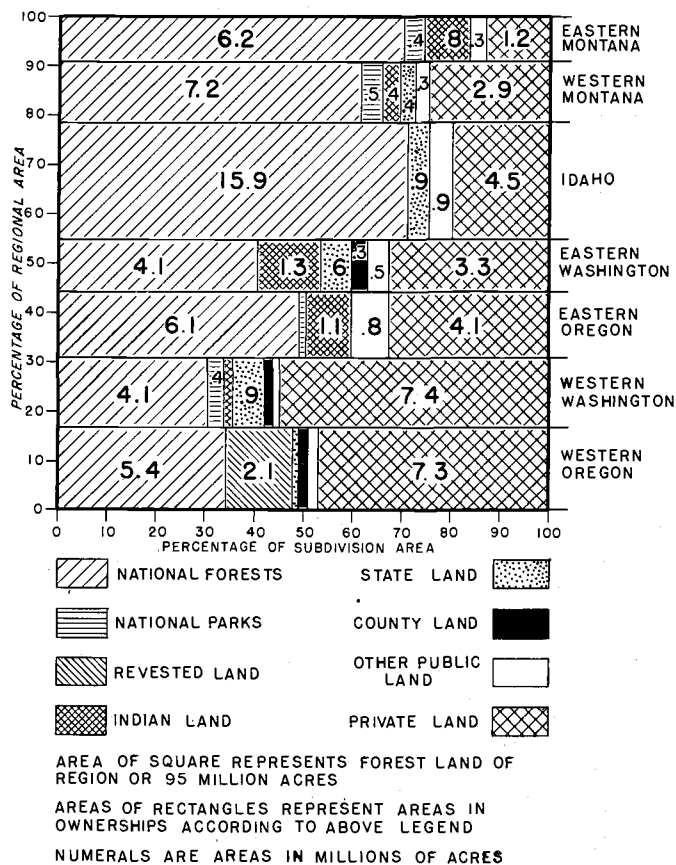 100
6.2
.4
.8
.3
1.2
EASTERN
MONTANA
90
7.2
.5
.4
.4
.3
2.9
WESTERN
MONTANA
80
70
15.9
.9
.9
4.5
IDAHO
60
50
4.1
1.3
.6
.3
.5
3.3
EASTERN
WASHINGTON
40
6.1
1.1
.8
4.1
EASTERN
OREGON
30
4.1
.4
.9
7.4
WESTERN
WASHINGTON
20
10
5.4
2.1
7.3
WESTERN
OREGON
0
PERCENTAGE OF REGIONAL AREA
0 10 20 30 40 50 60 70 80 90 100
PERCENTAGE OF SUBDIVISION AREA
NATIONAL FORESTS
STATE LAND
NATIONAL PARKS
COUNTY LAND
REVESTED LAND
OTHER PUBLIC
LAND
INDIAN LAND
PRIVATE LAND
AREA OF SQUARE REPRESENTS FOREST LAND OF
REGION OR 95 MILLION ACRES
AREAS OF RECTANGLES REPRESENT AREAS IN
OWNERSHIPS ACCORDING TO ABOVE LEGEND
NUMERALS ARE AREAS IN MILLIONS OF ACRES